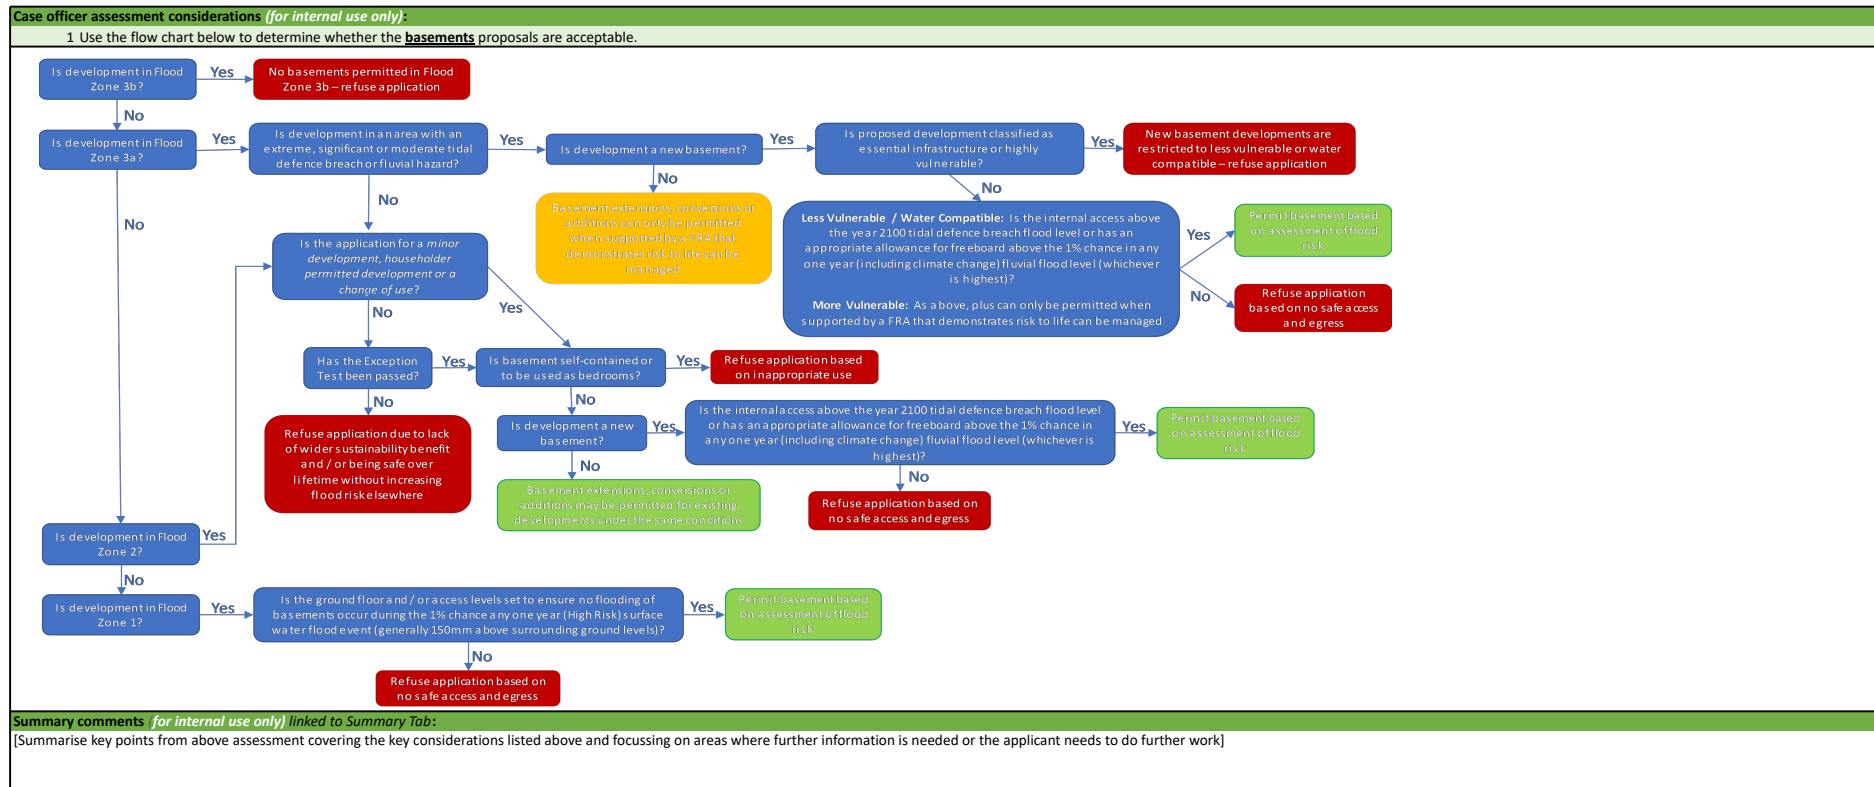 Case officer assessment considerations (for internal use only):
1 Use the flow chart below to determine whether the basements proposals are acceptable.
Is development in Flood
Zone 3b?
Yes
No basements permitted in Flood
Zone 3b – refuse application
No
Is development in Flood
Zone 3a?
Yes
Is development in an area with an
extreme, significant or moderate tidal
defence breach or fluvial hazard?
Yes
Is development a new basement?
Yes
Is proposed development classified as
essential infrastructure or highly
vulnerable?
Yes
New basement developments are
restricted to less vulnerable or water
compatible – refuse application
No
No
No
No
Basement extensions, conversions or
additions can only be permitted
when supported by a FRA that
demonstrates risk to life can be
managed
Less Vulnerable / Water Compatible: Is the internal access above
the year 2100 tidal defence breach flood level or has an
appropriate allowance for freeboard above the 1% chance in any
one year (including climate change) fluvial flood level (whichever
is highest)?
More Vulnerable: As above, plus can only be permitted when
supported by a FRA that demonstrates risk to life can be managed
Yes
Permit basement based
on assessment of flood
risk
No
Refuse application
based on no safe access
and egress
Is the application for a minor
development, householder
permitted development or a
change of use?
No
Yes
Has the Exception
Test been passed?
Yes
Is basement self-contained or
to be used as bedrooms?
Yes
Refuse application based
on inappropriate use
No
No
Refuse application due to lack
of wider sustainability benefit
and / or being safe over
lifetime without increasing
flood risk elsewhere
Is development a new
basement?
Yes
Is the internal access above the year 2100 tidal defence breach flood level
or has an appropriate allowance for freeboard above the 1% chance in
any one year (including climate change) fluvial flood level (whichever is
highest)?
Yes
Permit basement based
on assessment of flood
risk
No
No
Basement extensions, conversions or
additions may be permitted for existing
developments under the same conditions
Refuse application based on
no safe access and egress
Is development in Flood
Zone 2?
Yes
No
Is development in Flood
Zone 1?
Yes
Is the ground floor and / or access levels set to ensure no flooding of
basements occur during the 1% chance any one year (High Risk) surface
water flood event (generally 150mm above surrounding ground levels)?
Yes
Permit basement based
on assessment of flood
risk
No
Refuse application based on
no safe access and egress
Summary comments (for internal use only) linked to Summary Tab:
[Summarise key points from above assessment covering the key considerations listed above and focussing on areas where further information is needed or the applicant needs to do further work]